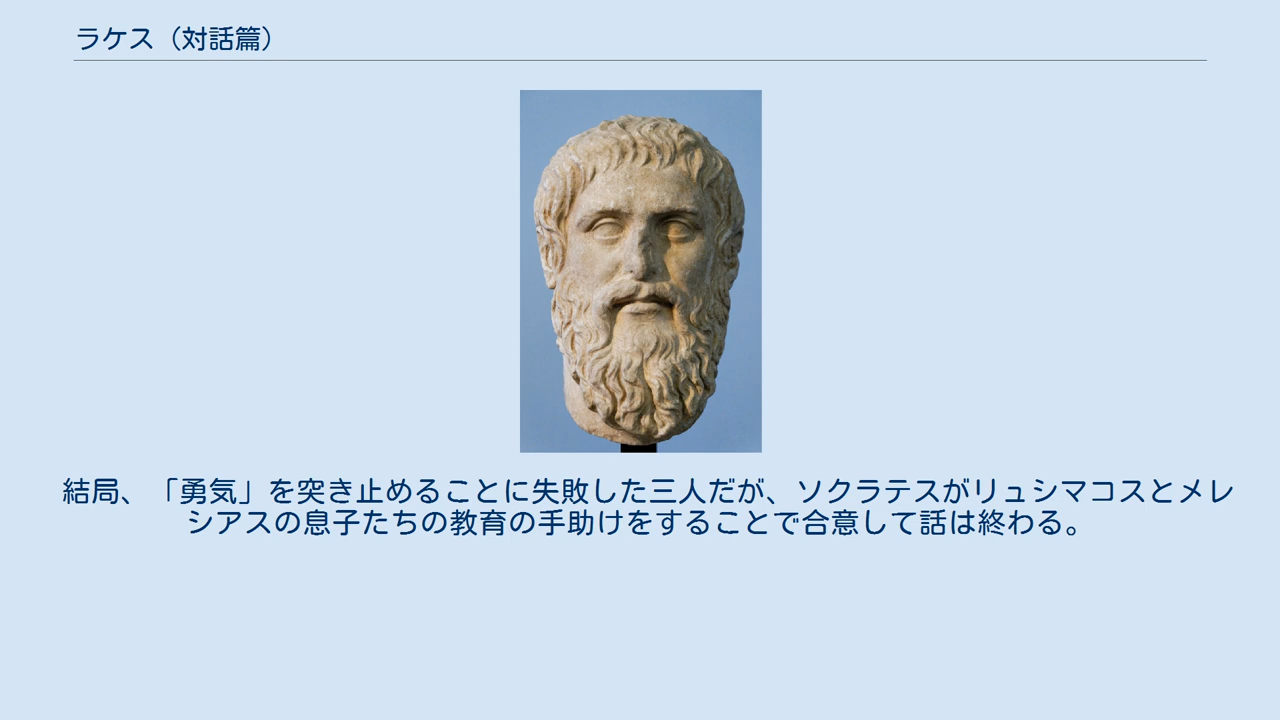 ラケス（対話篇）
結局、「勇気」を突き止めることに失敗した三人だが、ソクラテスがリュシマコスとメレ
シアスの息子たちの教育の手助けをすることで合意して話は終わる。